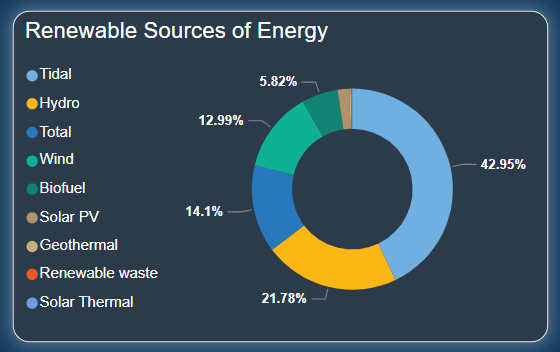 Renewable Sources of Energy
Tidal
Hydro
Total
Wind
Biofuel
Solar PV
Geothermal
Renewable waste
Solar Thermal
5.82%
12.99%
42.95%
14.1%
21.78%